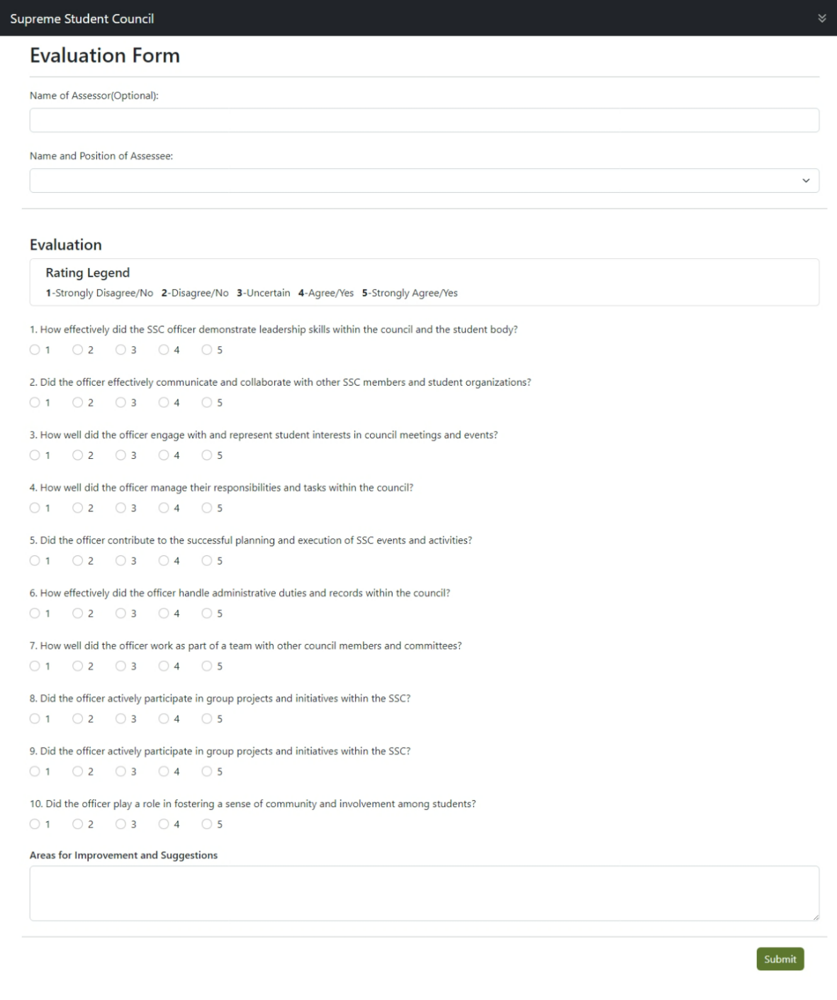 Supreme Student Council
Evaluation Form
Name of Assessor(Optional):
Name and Position of Assessee:
Evaluation
Rating Legend
1-Strongly Disagree/No 2-Disagree/No 3-Uncertain 4-Agree/Yes 5-Strongly Agree/Yes
1. How effectively did the SSC officer demonstrate leadership skills within the council and the student body?
1 2 3 4 5
2. Did the officer effectively communicate and collaborate with other SSC members and student organizations?
1 2 3 4 5
3. How well did the officer engage with and represent student interests in council meetings and events?
1 2 3 4 5
4. How well did the officer manage their responsibilities and tasks within the council?
1 2 3 4 5
5. Did the officer contribute to the successful planning and execution of SSC events and activities?
1 2 3 4 5
6. How effectively did the officer handle administrative duties and records within the council?
1 2 3 4 5
7. How well did the officer work as part of a team with other council members and committees?
1 2 3 4 5
8. Did the officer actively participate in group projects and initiatives within the SSC?
1 2 3 4 5
9. Did the officer actively participate in group projects and initiatives within the SSC?
1 2 3 4 5
10. Did the officer play a role in fostering a sense of community and involvement among students?
1 2 3 4 5
Areas for Improvement and Suggestions
Submit